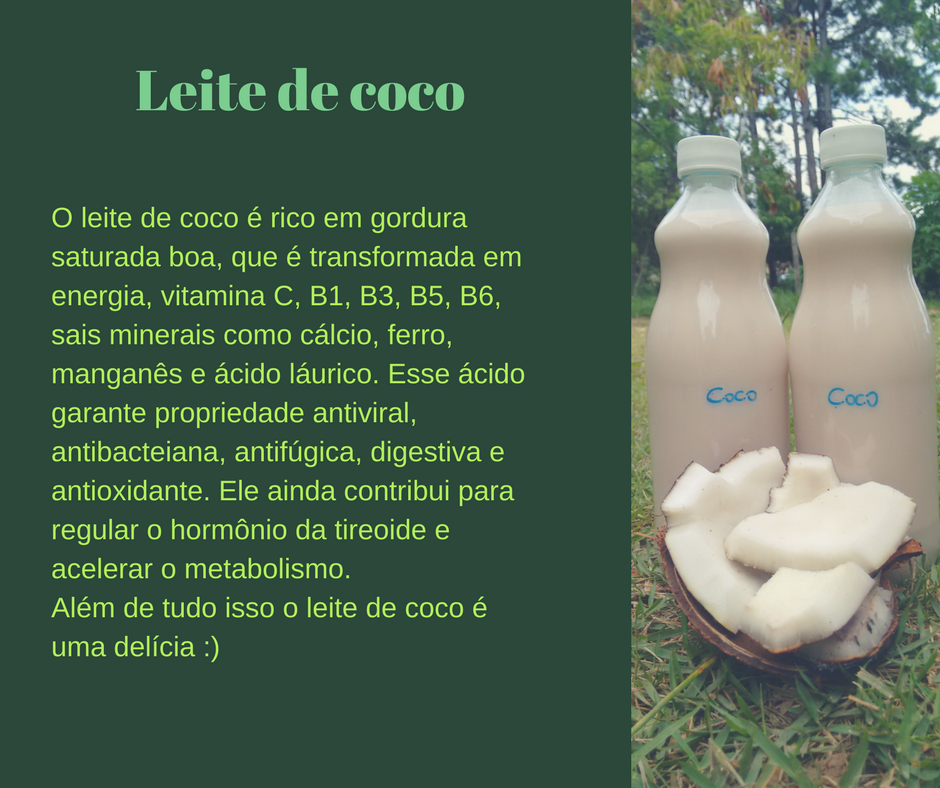 Leite de coco
O leite de coco é rico em gordura
saturada boa, que é transformada em
energia, vitamina C, B1, B3, B5, B6,
sais minerais como cálcio, ferro,
manganês e ácido láurico. Esse ácido
garante propriedade antiviral,
antibacteiana, antifúgica, digestiva e
antioxidante. Ele ainda contribui para
regular o hormônio da tireoide e
acelerar o metabolismo.
Além de tudo isso o leite de coco é
uma delícia :)
Coco
Coco